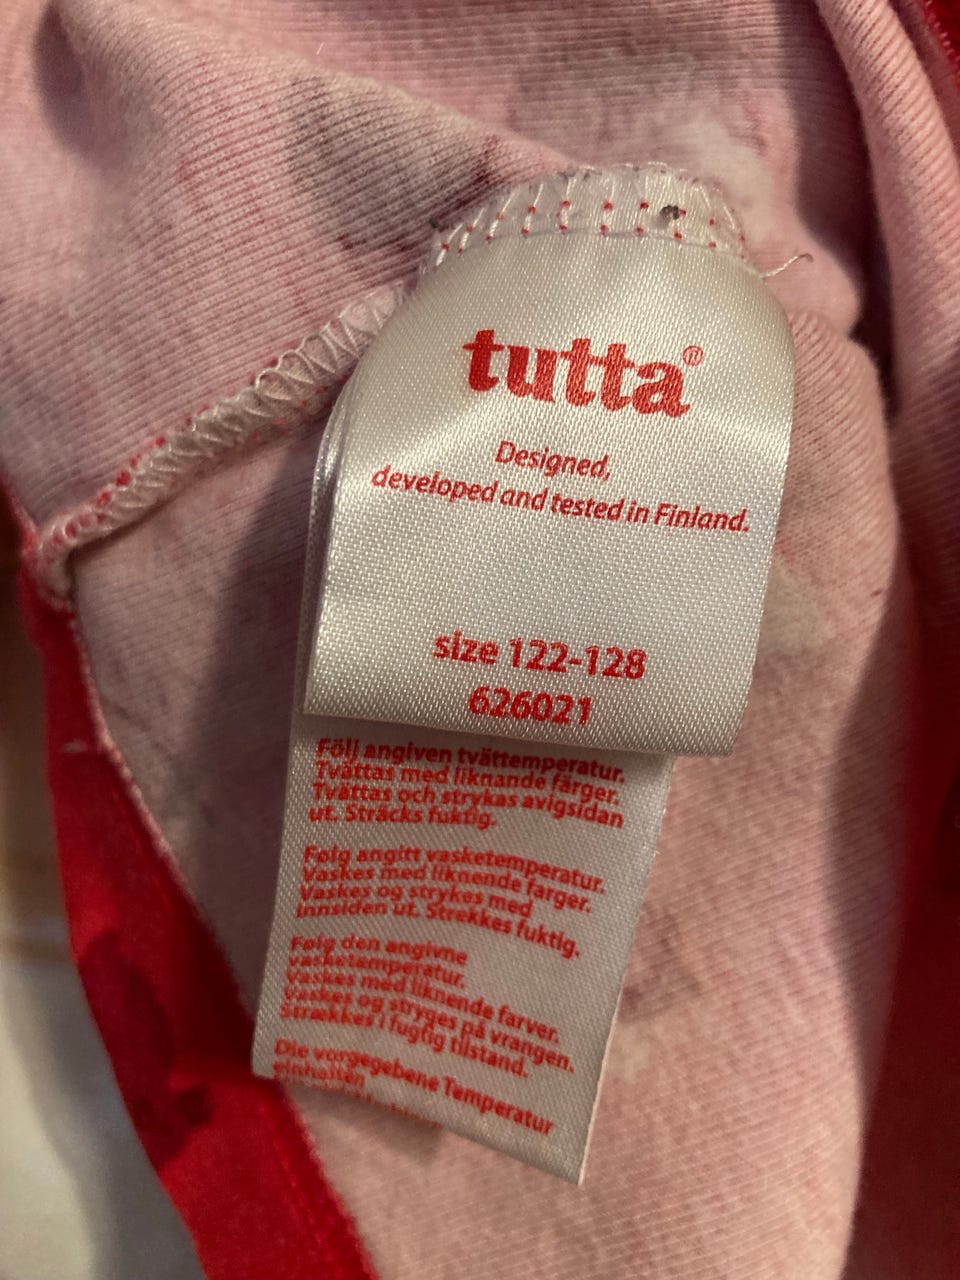 tutta®
Designed,
developed and tested in Finland.
size 122-128
626021
Följ angiven tvättemperatur.
Tvättas med liknande färger.
Tvättas och strykas avigsidan
ut. Sträcks fuktig.
Følg angitt vasketemperatur.
Vaskes med liknende farger.
Vaskes og strykes med
innsiden ut. Strekkes fuktig.
Følg den angivne
vasketemperatur.
Vaskes med liknende farver.
Vaskes og stryges på vrangen.
Strækkes i fugtig tilstand.
Die vorgegebene Temperatur
einhalten